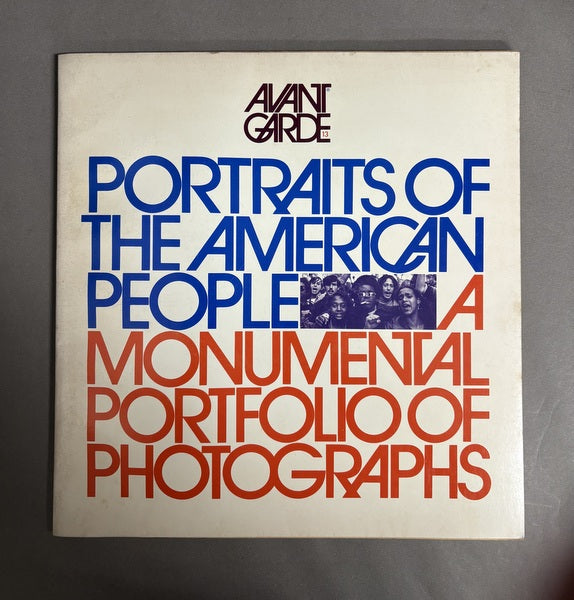 AVANT
GARDE 13
PORTRAITS OF
THE AMERICAN
PEOPLE A
MONUMENTAL
PORTFOLIO OF
PHOTOGRAPHS